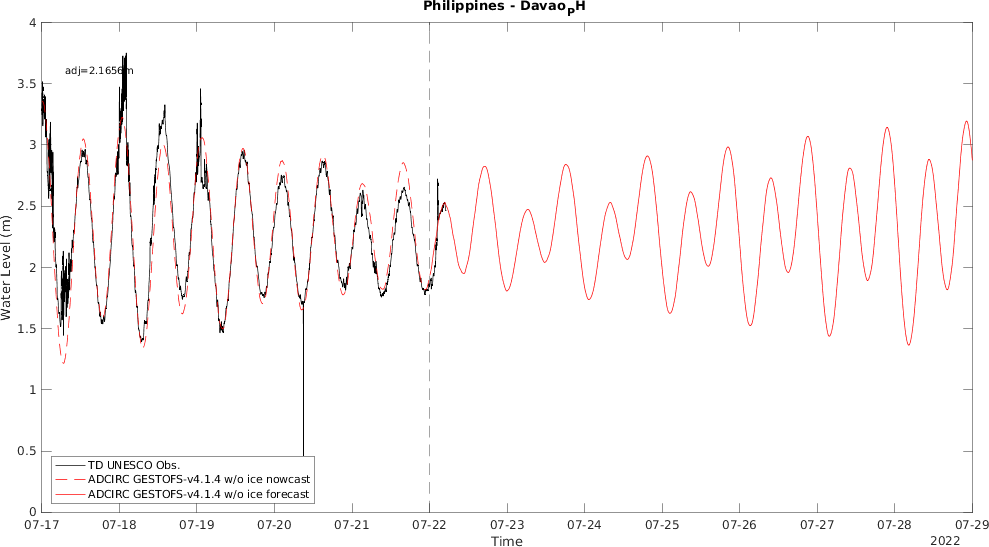 Philippines - DavaopH
4
3.5
3
2.5
2
1.5
1
0.5
0
Water Level (m)
adj=2.1656m
TD UNESCO Obs.
ADCIRC GESTOFS-v4.1.4 w/o ice nowcast
ADCIRC GESTOFS-v4.1.4 w/o ice forecast
07-17 07-18 07-19 07-20 07-21 07-22 07-23 07-24 07-25 07-26 07-27 07-28 07-29
Time
2022